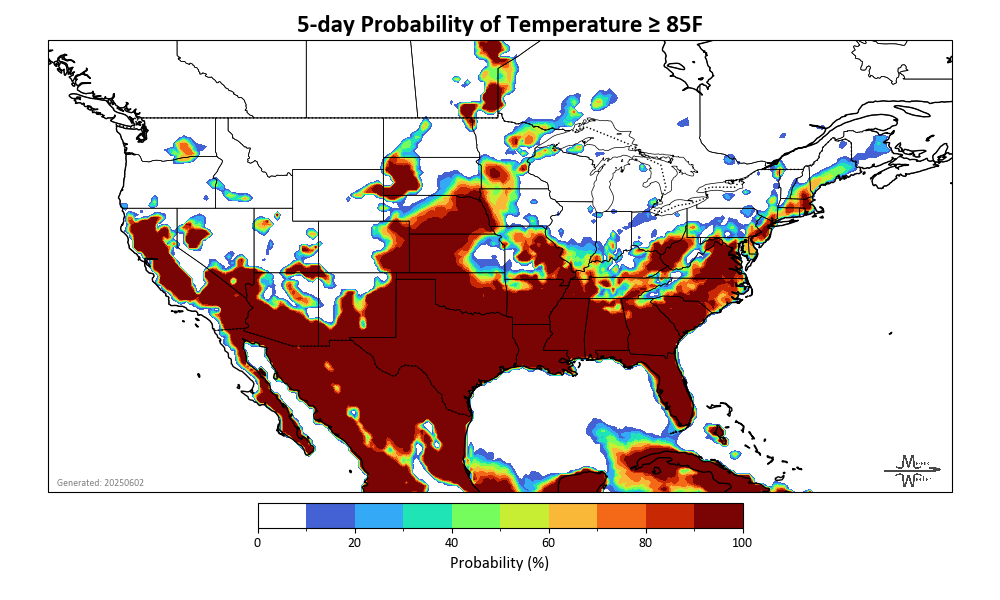 5-day Probability of Temperature ≥ 85F
Generated: 20250602
0 20 40 60 80 100
Probability (%)